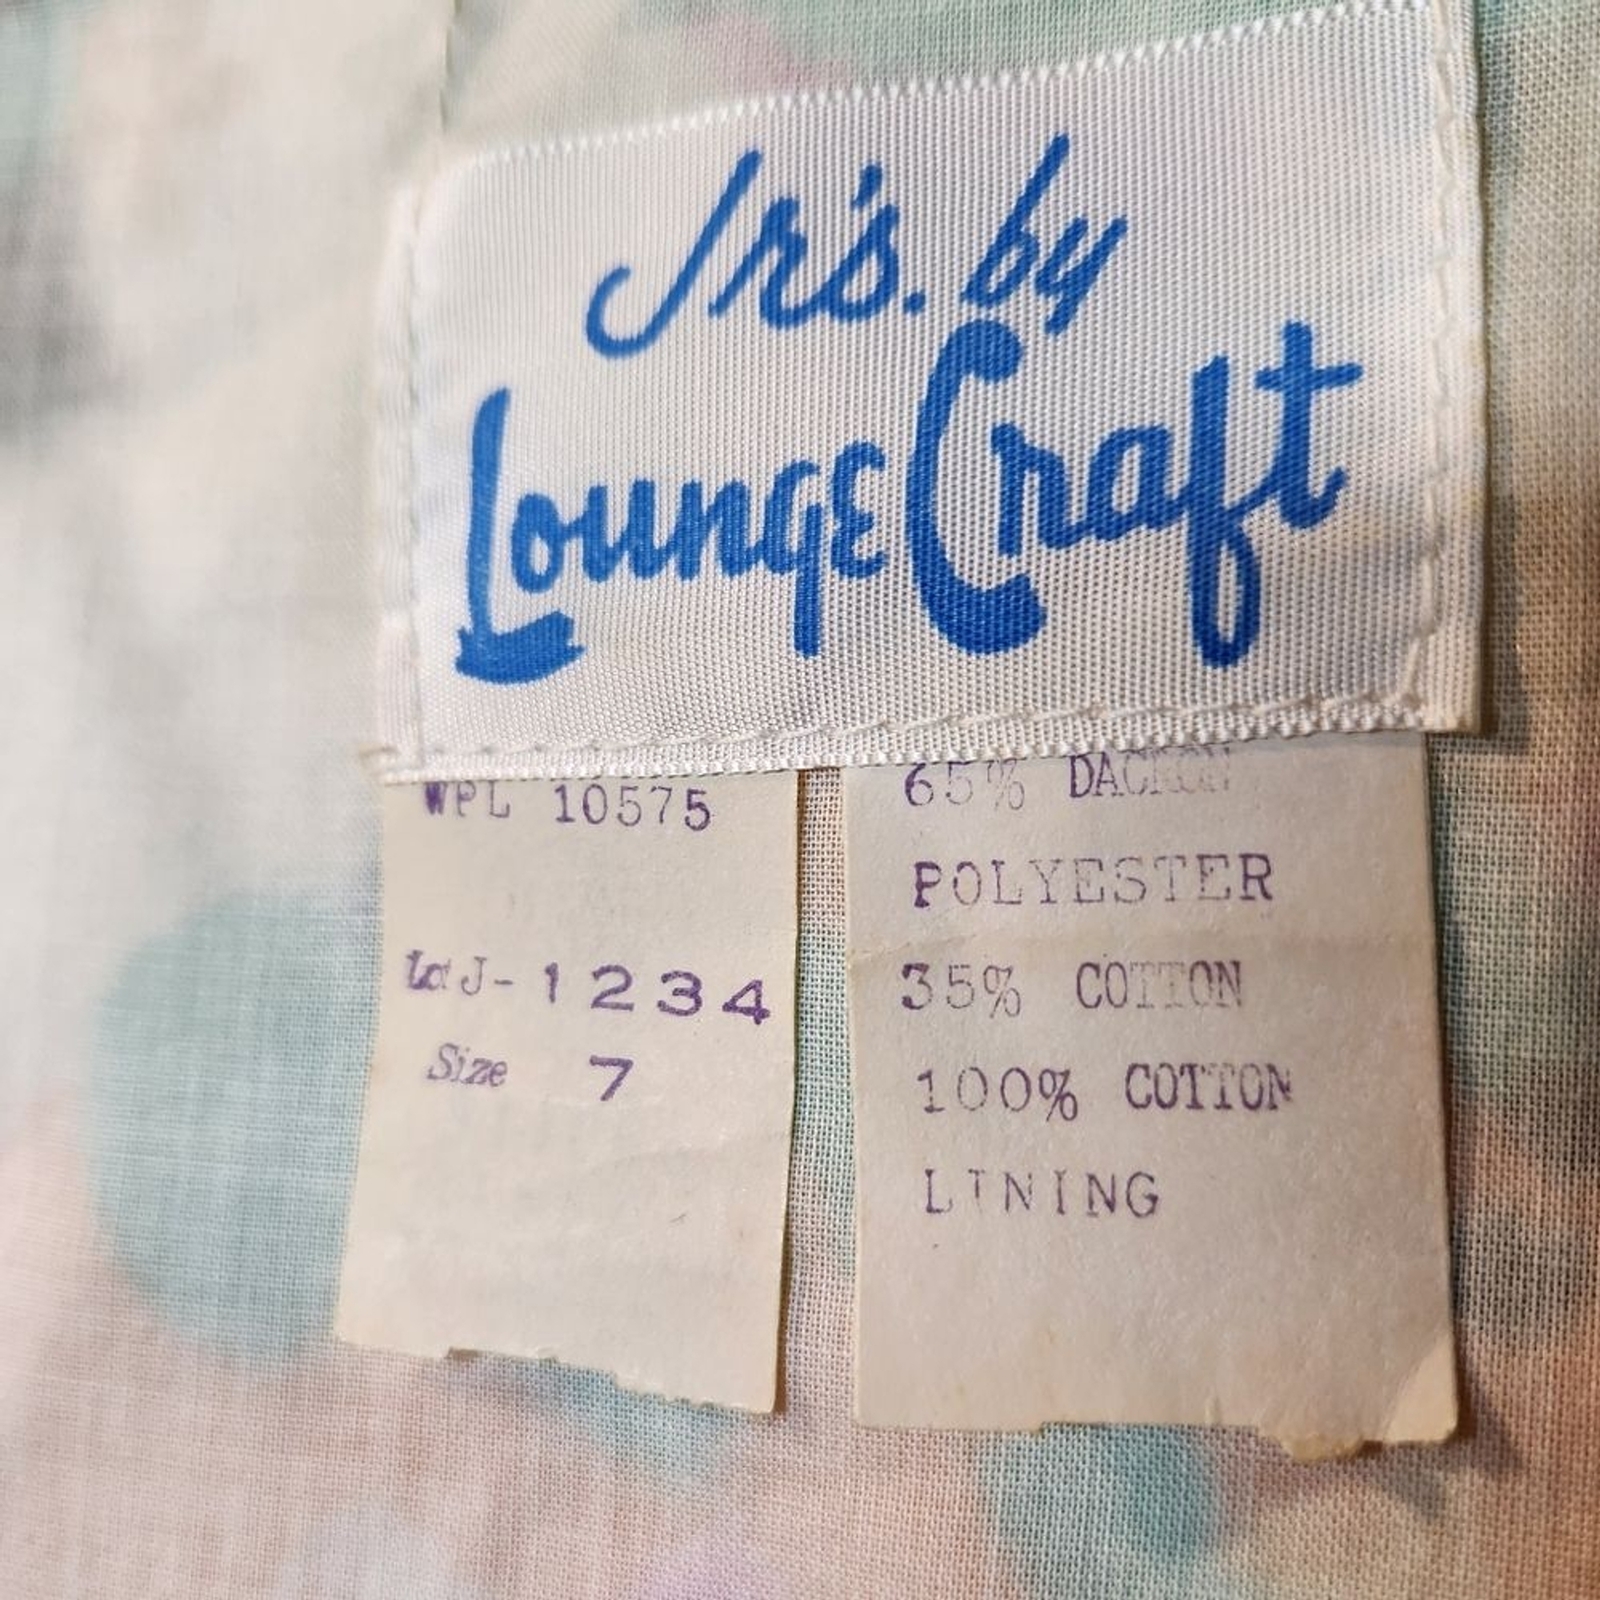 Jr's. by
LoungeCraft
WPL 10575
65% DACRON
POLYESTER
J-1234
35% COTTON
Size 7
100% COTTON
LINING